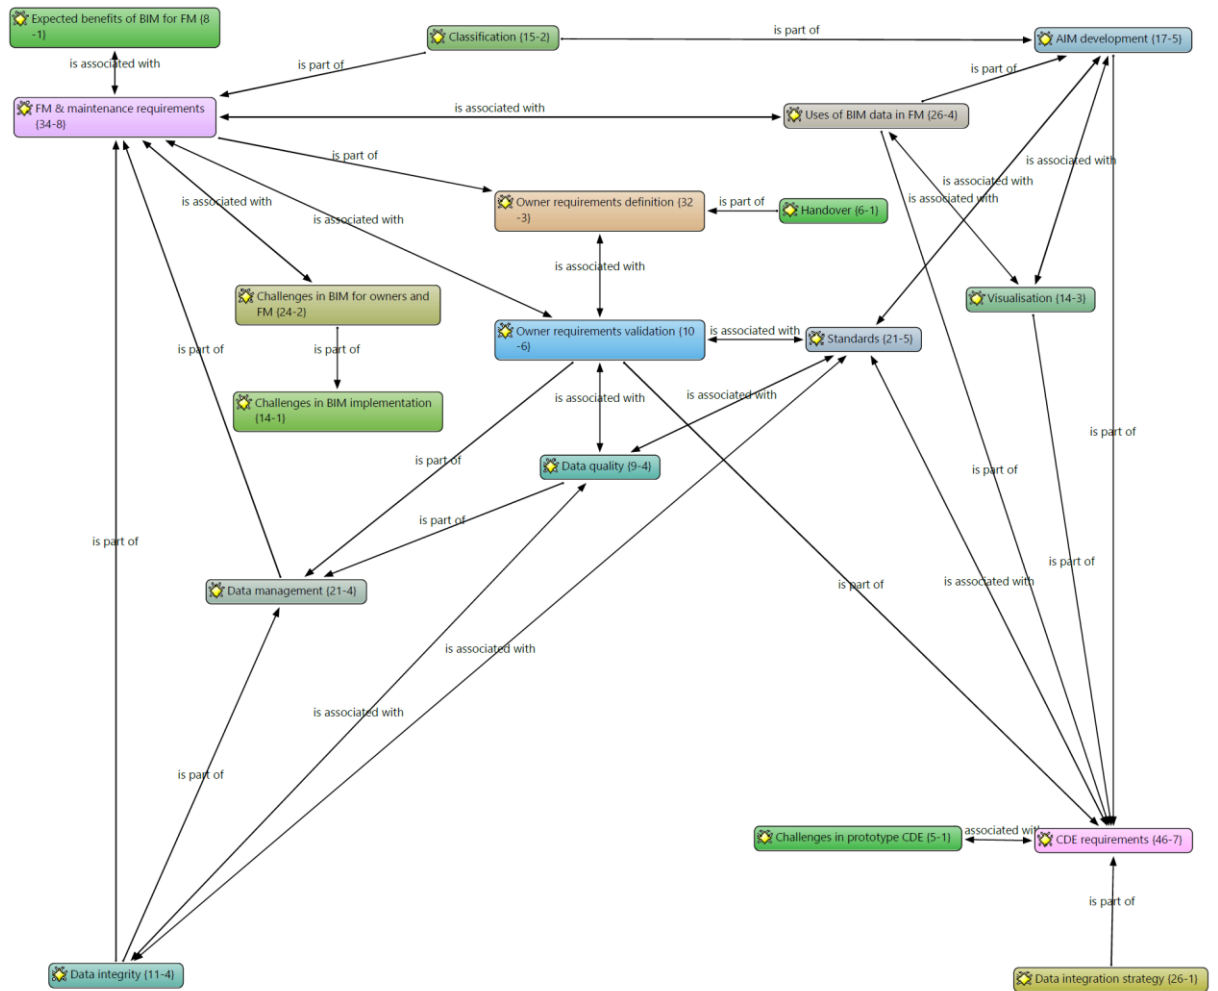 Expected benefits of BIM for FM {8
-1}
Classification {15-2}
is part of
AIM development {17-5}
is associated with
is part of
is part of
FM & maintenance requirements
{34-8}
is associated with
Uses of BIM data in FM {26-4}
is part of
is associated with
is associated with
is associated with
is associated with
is associated with
Owner requirements definition {32
-3}
is part of
Handover {6-1}
is associated with
Challenges in BIM for owners and
FM {24-2}
Visualisation {14-3}
is part of
is part of
Owner requirements validation {10
-6}
is associated with
Standards {21-5}
Challenges in BIM implementation
{14-1}
is associated with
is associated with
is part of
is part of
Data quality {9-4}
is part of
is part of
is part of
is part of
Data management {21-4}
is part of
is associated with
is associated with
is associated with
is part of
Challenges in prototype CDE {5-1}
associated wit
CDE requirements {46-7}
is part of
Data integrity {11-4}
Data integration strategy {26-1}